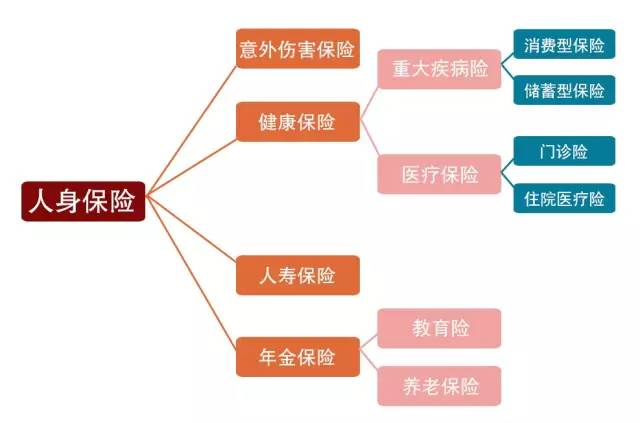 人身保险
意外伤害保险
健康保险
重大疾病险
消费型保险
储蓄型保险
医疗保险
门诊险
住院医疗险
人寿保险
年金保险
教育险
养老保险